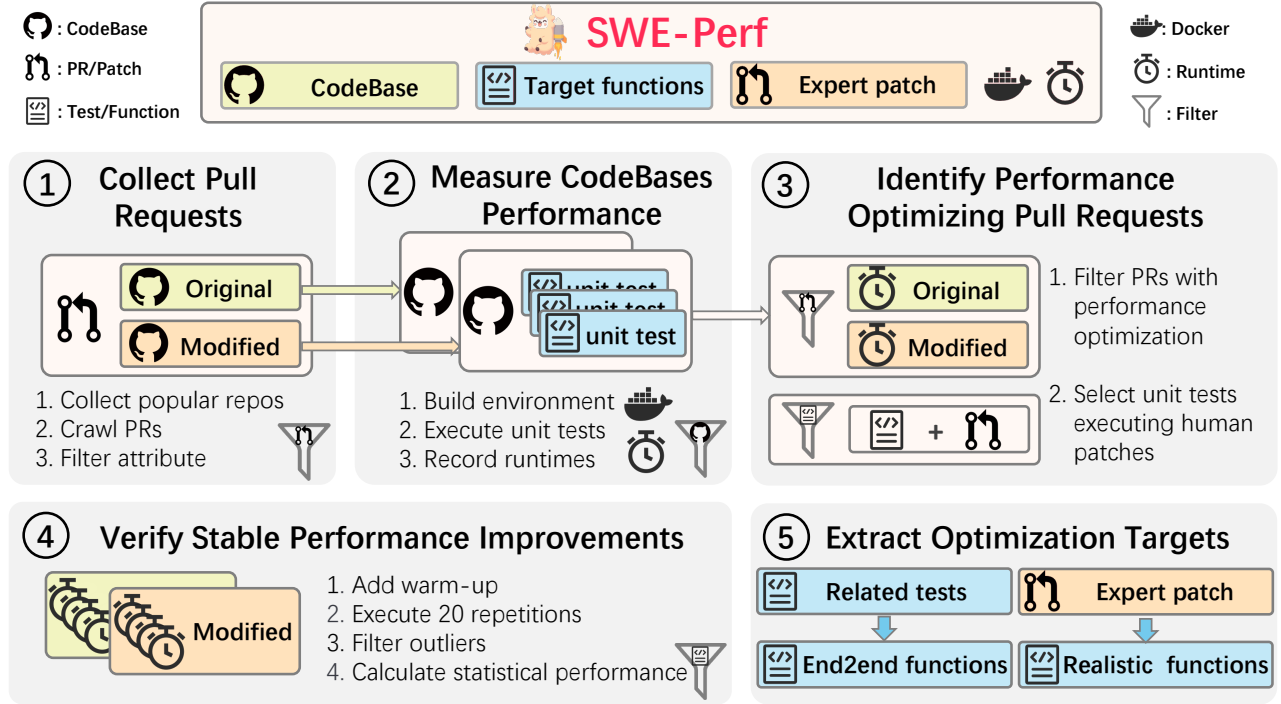 : CodeBase
: PR/Patch
: Test/Function
SWE-Perf
CodeBase
Target functions
Expert patch
: Docker
: Runtime
: Filter
1
Collect Pull
Requests
Original
Modified
1. Collect popular repos
2. Crawl PRs
3. Filter attribute
2
Measure CodeBases
Performance
unit test
unit test
unit test
1. Build environment
2. Execute unit tests
3. Record runtimes
3
Identify Performance
Optimizing Pull Requests
Original
Modified
1. Filter PRs with
performance
optimization
+
2. Select unit tests
executing human
patches
4
Verify Stable Performance Improvements
Modified
1. Add warm-up
2. Execute 20 repetitions
3. Filter outliers
4. Calculate statistical performance
5
Extract Optimization Targets
Related tests
Expert patch
End2end functions
Realistic functions